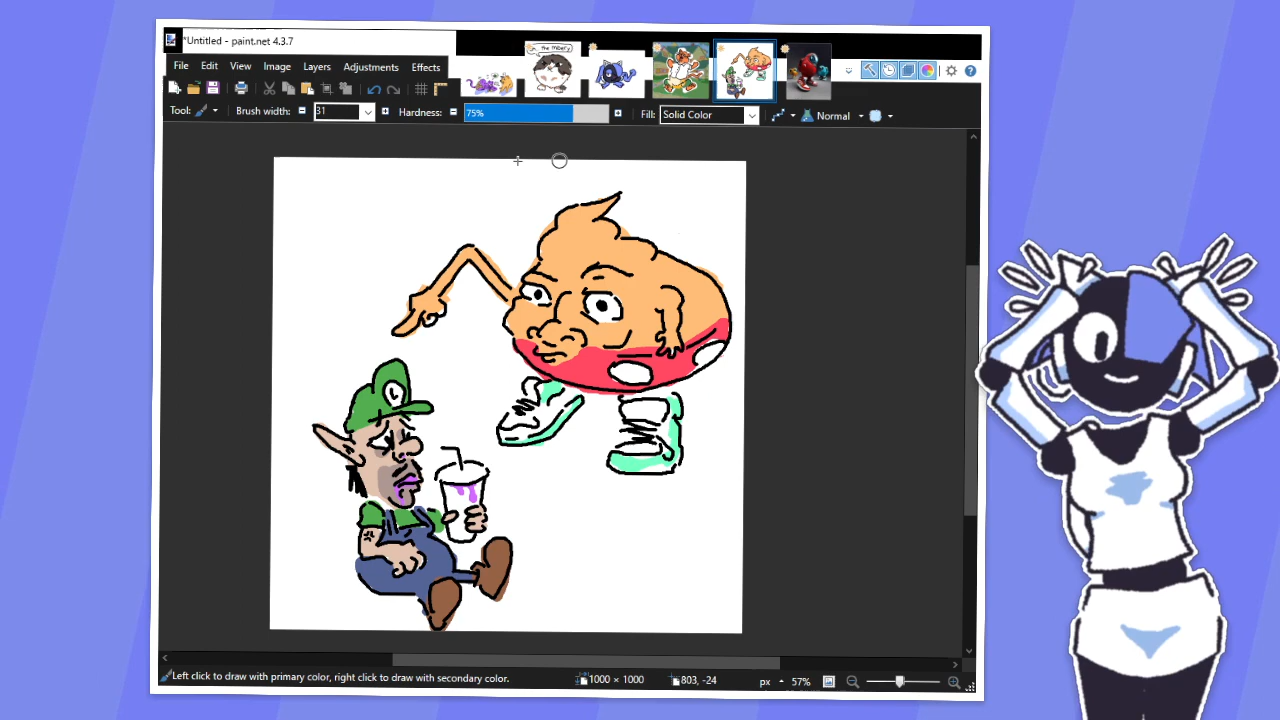 *Untitled - paint.net 4.3.7
the mibery
File Edit View Image Layers Adjustments Effects
Tool: Brush width: 31 Hardness: 75% Fill: Solid Color Normal
L
Left click to draw with primary color, right click to draw with secondary color. 1000 × 1000 803, -24 px 57%